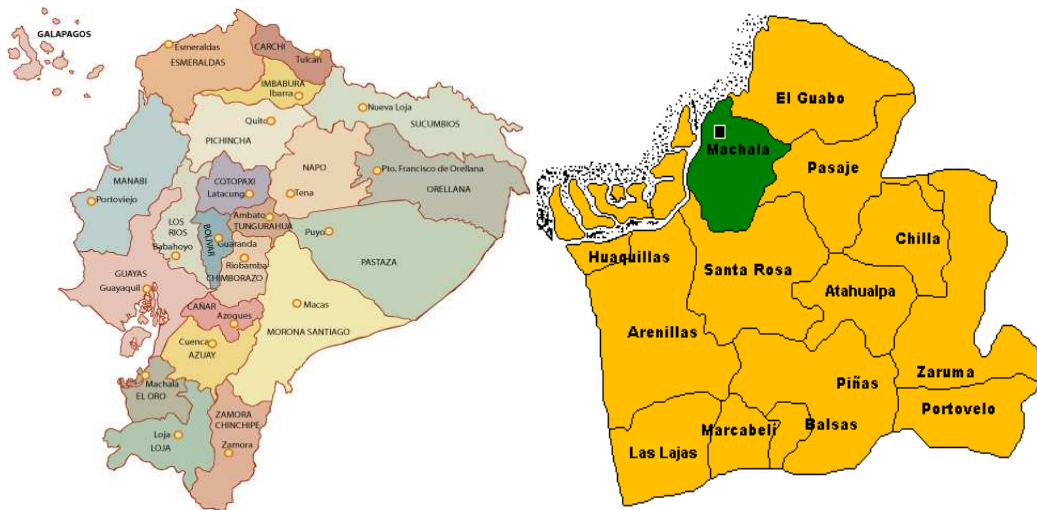 GALAPAGOS
Esmeraldas
ESMERALDAS
CARCHI
Tulcan
IMBABURA
Ibarra
Nueva Loja
SUCUMBIOS
Quito
PICHINCHA
NAPO
Pto. Francisco de Orellana
ORELLANA
MANABI
Portoviejo
COTOPAXI
Latacung
Tena
LOS
RIOS
Ambato
TUNGURAHUA
BOLIVAR
Guaranda
Puyo
Babahoyo
Riobamba
CHIMBORAZO
PASTAZA
GUAYAS
Guayaquil
CAÑAR
Azogues
Macas
MORONA SANTIAGO
Cuenca
AZUAY
Machala
EL ORO
ZAMORA
CHINCHIPE
Loja
LOJA
Zamora
El Guabo
Machala
Pasaje
Huaquillas
Santa Rosa
Chilla
Atahualpa
Arenillas
Piñas
Zaruma
Portovelo
Marcabeli
Balsas
Las Lajas